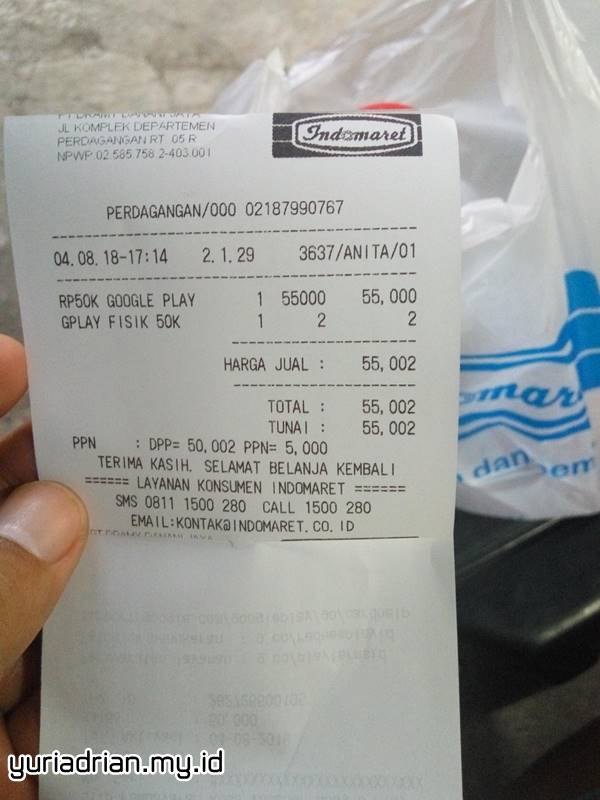 JL KOMPLEK DEPARTEMEN
PERDAGANGAN RT 05 R
NPWP:02.585.758.2-403.001
Indomaret
PERDAGANGAN/000 02187990767
04.08.18-17:14 2.1.29 3637/ANITA/01
RP50K GOOGLE PLAY 1 55000 55,000
GPLAY FISIK 50K 1 2 2
HARGA JUAL : 55,002
TOTAL : 55,002
TUNAI : 55,002
PPN : DPP= 50,002 PPN= 5,000
TERIMA KASIH. SELAMAT BELANJA KEMBALI
====== LAYANAN KONSUMEN INDOMARET ======
SMS 0811 1500 280 CALL 1500 280
EMAIL:KONTAK@INDOMARET.CO.ID
mar
dan
em
yuriadrian.my.id